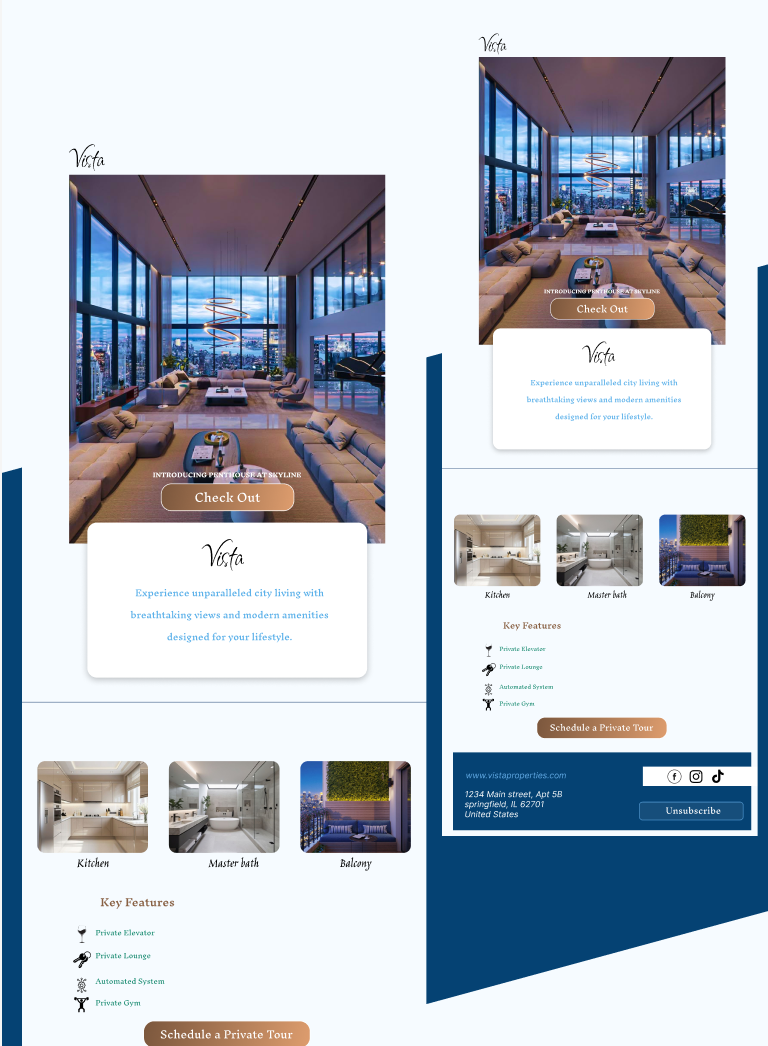 Vista
INTRODUCING PENTHOUSE AT SKYLINE
Check Out
Vista
Experience unparalleled city living with
breathtaking views and modern amenities
designed for your lifestyle.
Kitchen
Master bath
Balcony
Key Features
Private Elevator
Private Lounge
Automated System
Private Gym
Schedule a Private Tour
Vista
INTRODUCING PENTHOUSE AT SKYLINE
Check Out
Vista
Experience unparalleled city living with
breathtaking views and modern amenities
designed for your lifestyle.
Kitchen
Master bath
Balcony
Key Features
Private Elevator
Private Lounge
Automated System
Private Gym
Schedule a Private Tour
www.vistaproperties.com
1234 Main street, Apt 5B
springfield, IL 62701
United States
Unsubscribe